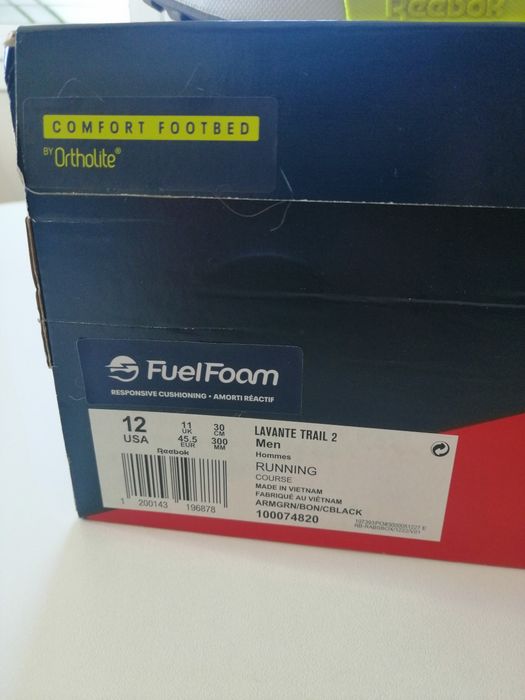 Reebok
COMFORT FOOTBED
BY Ortholite®
FuelFoam
RESPONSIVE CUSHIONING • AMORTI RÉACTIF
12
USA
11
UK
45.5
EUR
30
CM
300
MM
Reebok
1 200143 196878
LAVANTE TRAIL 2
Men
Hommes
RUNNING
COURSE
MADE IN VIETNAM
FABRIQUÉ AU VIÊTNAM
ARMGRN/BON/CBLACK
100074820